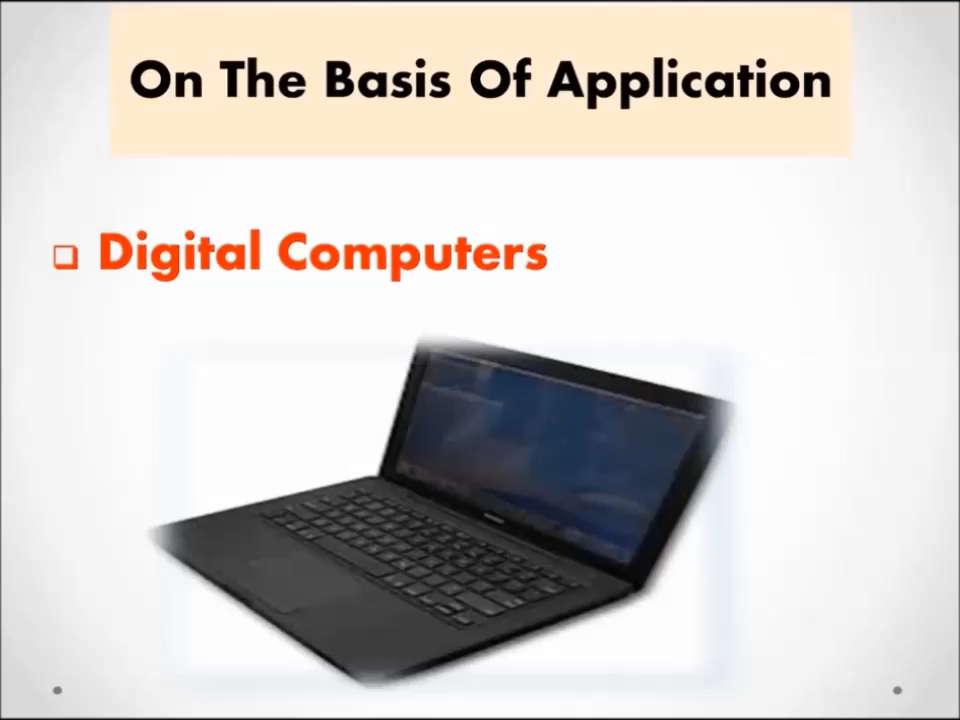 On The Basis Of Application
Digital Computers